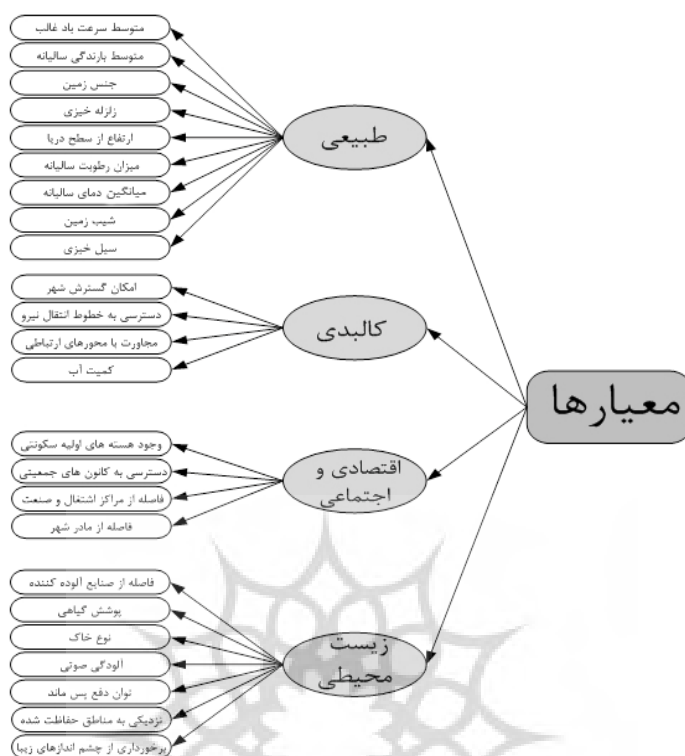 معیارها
طبیعی
متوسط سرعت باد غالب
متوسط بارندگی سالیانه
جنس زمین
زلزله خیزی
ارتفاع از سطح دریا
میزان رطوبت سالیانه
میانگین دمای سالیانه
شیب زمین
سیل خیزی
کالبدی
امکان گسترش شهر
دسترسی به خطوط انتقال نیرو
مجاورت با محورهای ارتباطی
کمیت آب
اقتصادی و
اجتماعی
وجود هسته های اولیه سکونتی
دسترسی به کانون های جمعیتی
فاصله از مراکز اشتغال و صنعت
فاصله از مادر شهر
زیست
محیطی
فاصله از صنایع آلوده کننده
پوشش گیاهی
نوع خاک
آلودگی صوتی
توان دفع پس ماند
نزدیکی به مناطق حفاظت شده
برخورداری از چشم اندازهای زیبا